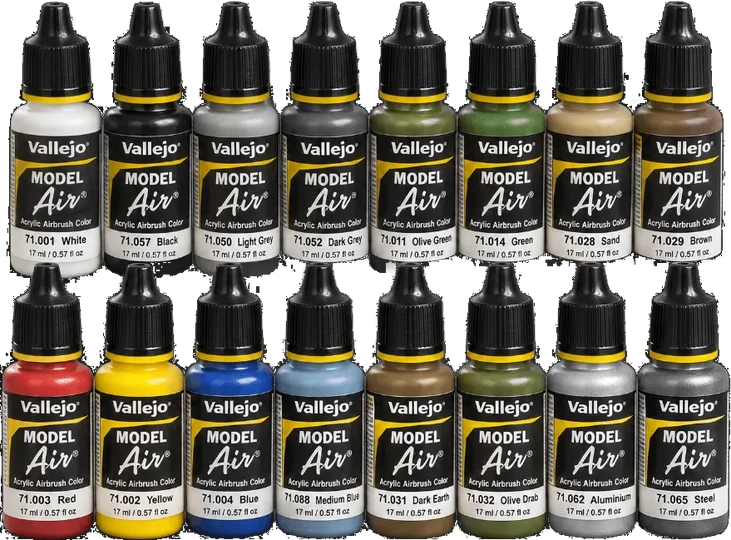 Vallejo® Vallejo® Vallejo® Vallejo® Vallejo® Vallejo® Vallejo® Vallejo®
MODEL MODEL MODEL MODEL MODEL MODEL MODEL MODEL
Air® Air® Air® Air® Air® Air® Air® Air®
Acrylic Airbrush Color Acrylic Airbrush Color Acrylic Airbrush Color Acrylic Airbrush Color Acrylic Airbrush Color Acrylic Airbrush Color Acrylic Airbrush Color Acrylic Airbrush Color
71.001 White 71.057 Black 71.050 Light Grey 71.052 Dark Grey 71.011 Olive Green 71.014 Green 71.028 Sand 71.029 Brown
17 ml / 0.57 fl oz 17 ml / 0.57 fl oz 17 ml / 0.57 fl oz 17 ml / 0.57 fl oz 17 ml / 0.57 fl oz 17 ml / 0.57 fl oz 17 ml / 0.57 fl oz 17 ml / 0.57 fl oz
Vallejo® Vallejo® Vallejo® Vallejo® Vallejo® Vallejo® Vallejo® Vallejo®
MODEL MODEL MODEL MODEL MODEL MODEL MODEL MODEL
Air® Air® Air® Air® Air® Air® Air® Air®
Acrylic Airbrush Color Acrylic Airbrush Color Acrylic Airbrush Color Acrylic Airbrush Color Acrylic Airbrush Color Acrylic Airbrush Color Acrylic Airbrush Color Acrylic Airbrush Color
71.003 Red 71.002 Yellow 71.004 Blue 71.088 Medium Blue 71.031 Dark Earth 71.032 Olive Drab 71.062 Aluminium 71.065 Steel
17 ml / 0.57 fl oz 17 ml / 0.57 fl oz 17 ml / 0.57 fl oz 17 ml / 0.57 fl oz 17 ml / 0.57 fl oz 17 ml / 0.57 fl oz 17 ml / 0.57 fl oz 17 ml / 0.57 fl oz